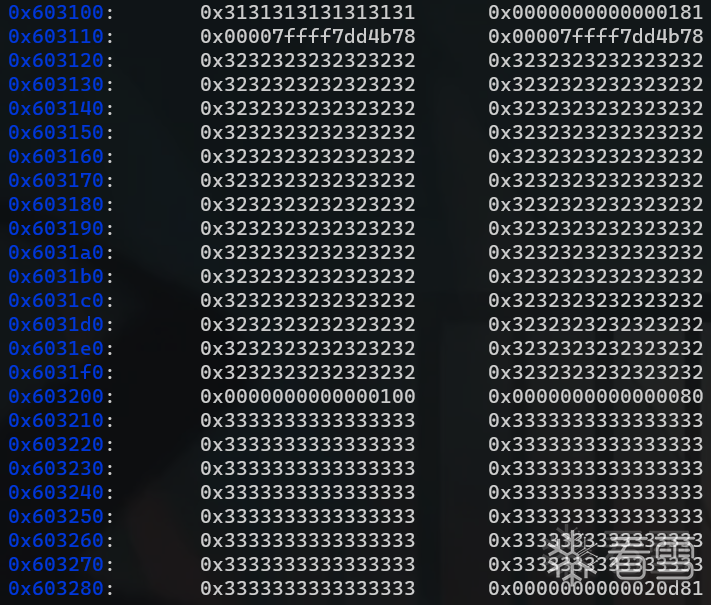 0x603100: 0x3131313131313131 0x0000000000000181
0x603110: 0x00007ffff7dd4b78 0x00007ffff7dd4b78
0x603120: 0x3232323232323232 0x3232323232323232
0x603130: 0x3232323232323232 0x3232323232323232
0x603140: 0x3232323232323232 0x3232323232323232
0x603150: 0x3232323232323232 0x3232323232323232
0x603160: 0x3232323232323232 0x3232323232323232
0x603170: 0x3232323232323232 0x3232323232323232
0x603180: 0x3232323232323232 0x3232323232323232
0x603190: 0x3232323232323232 0x3232323232323232
0x6031a0: 0x3232323232323232 0x3232323232323232
0x6031b0: 0x3232323232323232 0x3232323232323232
0x6031c0: 0x3232323232323232 0x3232323232323232
0x6031d0: 0x3232323232323232 0x3232323232323232
0x6031e0: 0x3232323232323232 0x3232323232323232
0x6031f0: 0x3232323232323232 0x3232323232323232
0x603200: 0x0000000000000100 0x0000000000000080
0x603210: 0x3333333333333333 0x3333333333333333
0x603220: 0x3333333333333333 0x3333333333333333
0x603230: 0x3333333333333333 0x3333333333333333
0x603240: 0x3333333333333333 0x3333333333333333
0x603250: 0x3333333333333333 0x3333333333333333
0x603260: 0x3333333333333333 0x3333333333333333
0x603270: 0x3333333333333333 0x3333333333333333
0x603280: 0x3333333333333333 0x0000000000020d81
看雪